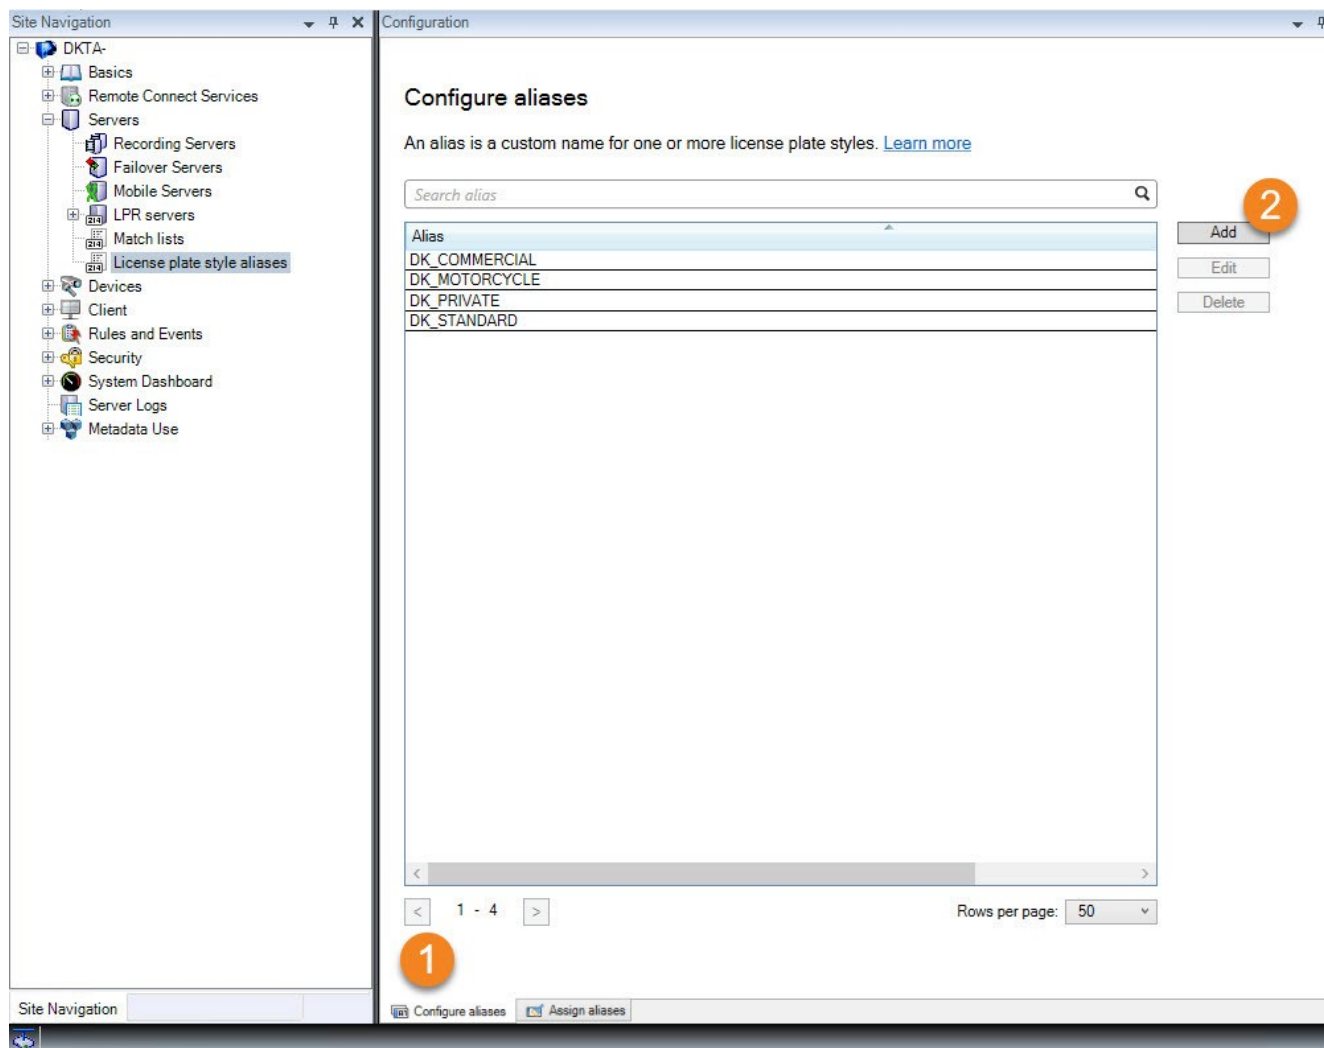 Site Navigation
DKTA-
Basics
Remote Connect Services
Servers
Recording Servers
Failover Servers
Mobile Servers
LPR servers
Match lists
License plate style aliases
Devices
Client
Rules and Events
Security
System Dashboard
Server Logs
Metadata Use
Site Navigation
Configuration
Configure aliases
An alias is a custom name for one or more license plate styles. Learn more
Search alias
2
Alias
Add
DK_COMMERCIAL
Edit
DK_MOTORCYCLE
DK_PRIVATE
Delete
DK_STANDARD
< 1 - 4 >
Rows per page: 50
1
Configure aliases
Assign aliases